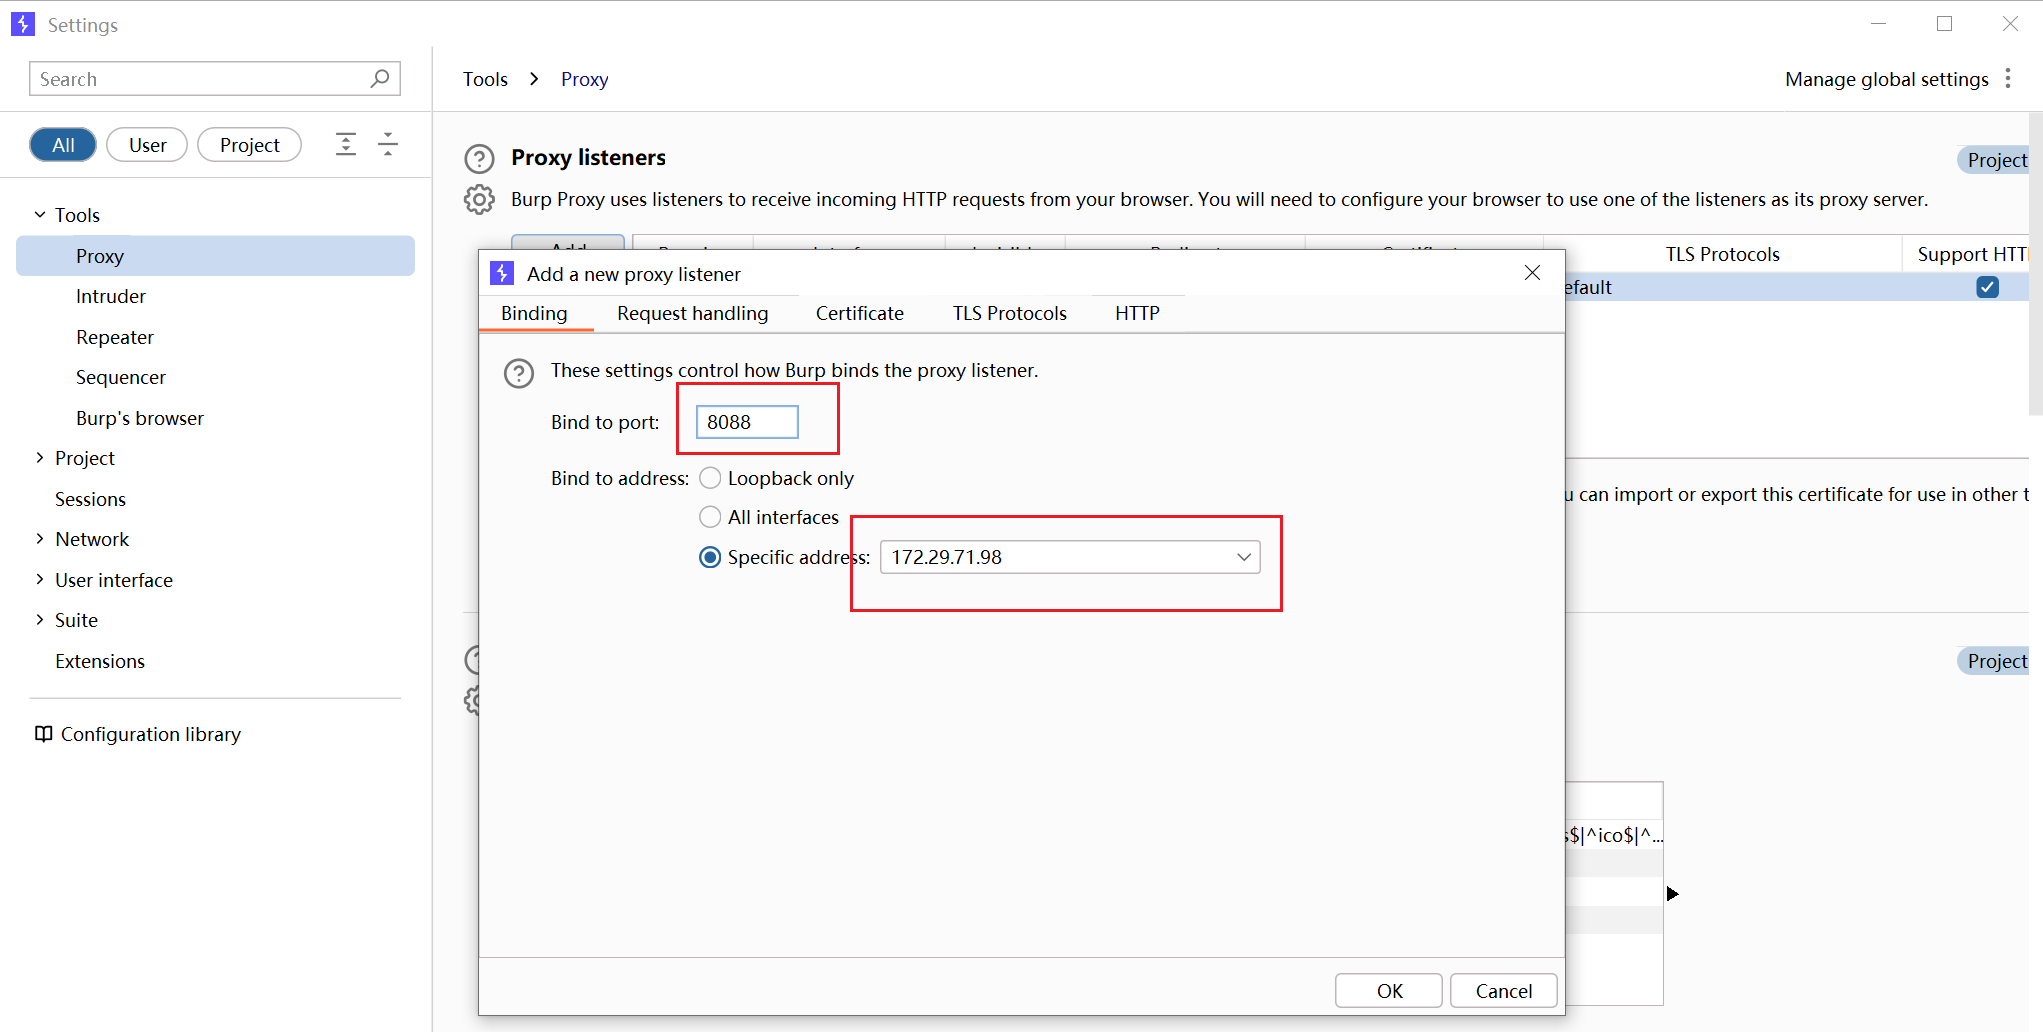 Settings
Search
Tools
Proxy
Manage global settings
All
User
Project
Proxy listeners
Project
Burp Proxy uses listeners to receive incoming HTTP requests from your browser. You will need to configure your browser to use one of the listeners as its proxy server.
Tools
Proxy
Intruder
Repeater
Sequencer
Burp's browser
Project
Sessions
Network
User interface
Suite
Extensions
Configuration library
Add
TLS Protocols
Support HTT
efault
Add a new proxy listener
Binding
Request handling
Certificate
TLS Protocols
HTTP
These settings control how Burp binds the proxy listener.
Bind to port:
8088
Bind to address:
Loopback only
All interfaces
Specific address:
172.29.71.98
u can import or export this certificate for use in other t
Project
s$|^ico$|^...
OK
Cancel